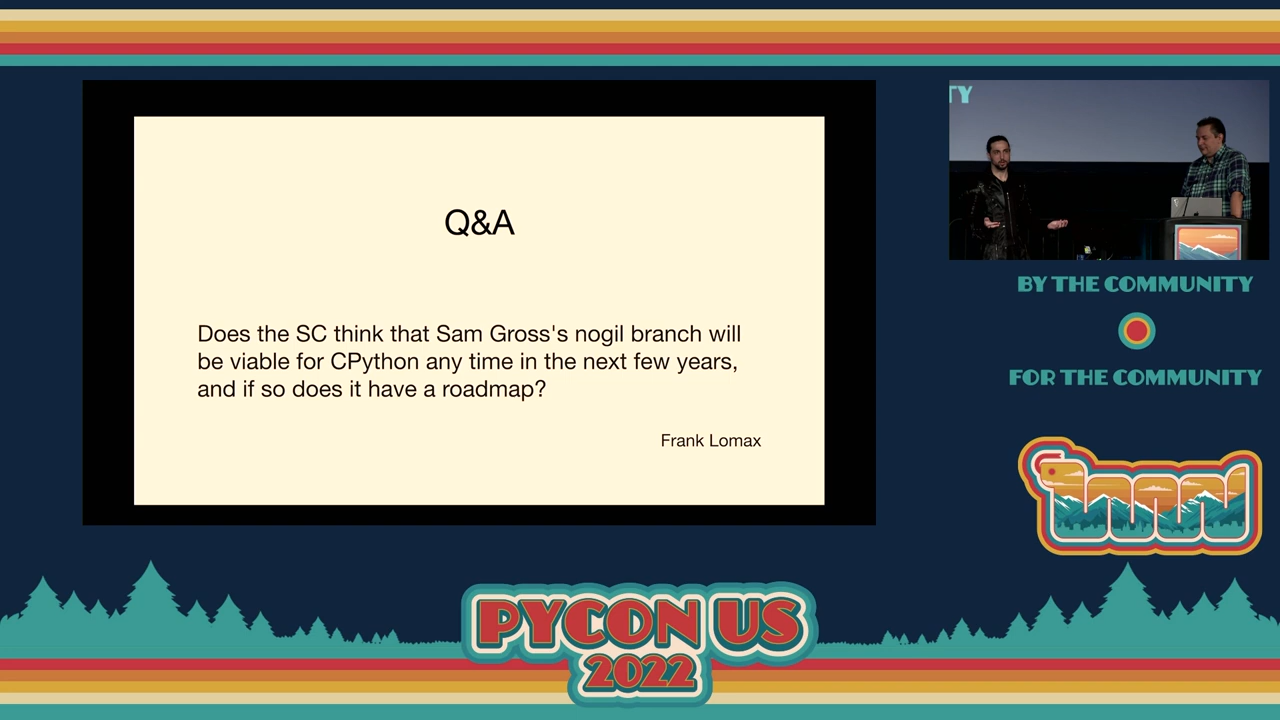 Q&A
Does the SC think that Sam Gross's nogil branch will
be viable for CPython any time in the next few years,
and if so does it have a roadmap?
Frank Lomax
TY
BY THE COMMUNITY
FOR THE COMMUNITY
PYCON US
2022